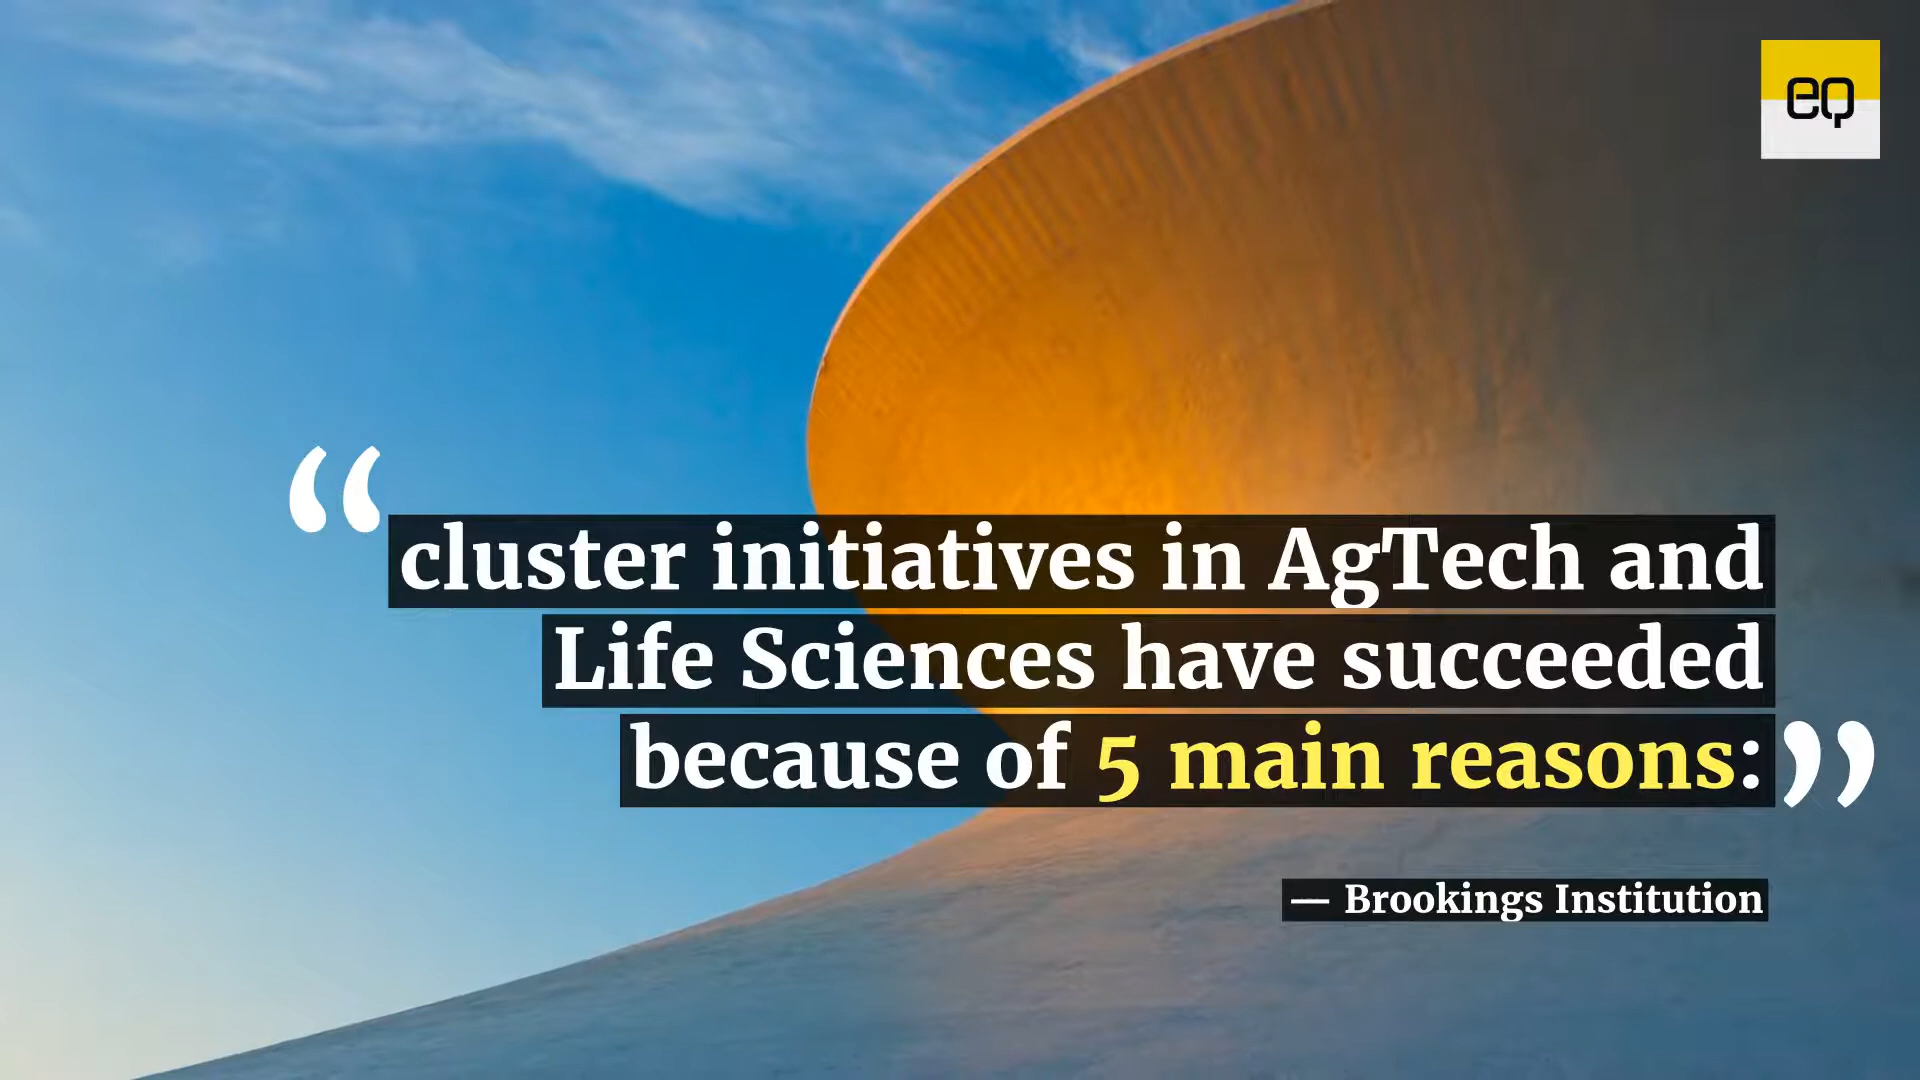 eq
“cluster initiatives in AgTech and
Life Sciences have succeeded
because of 5 main reasons:”
— Brookings Institution